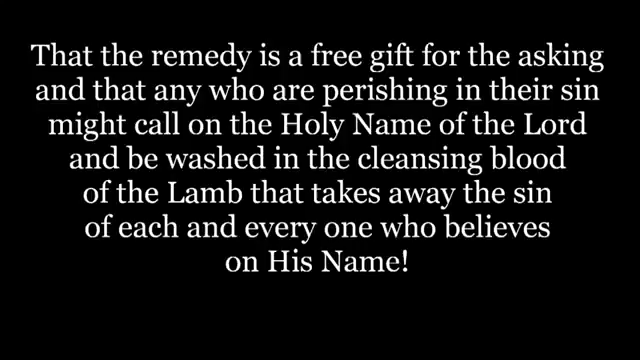 That the remedy is a free gift for the asking
and that any who are perishing in their sin
might call on the Holy Name of the Lord
and be washed in the cleansing blood
of the Lamb that takes away the sin
of each and every one who believes
on His Name!